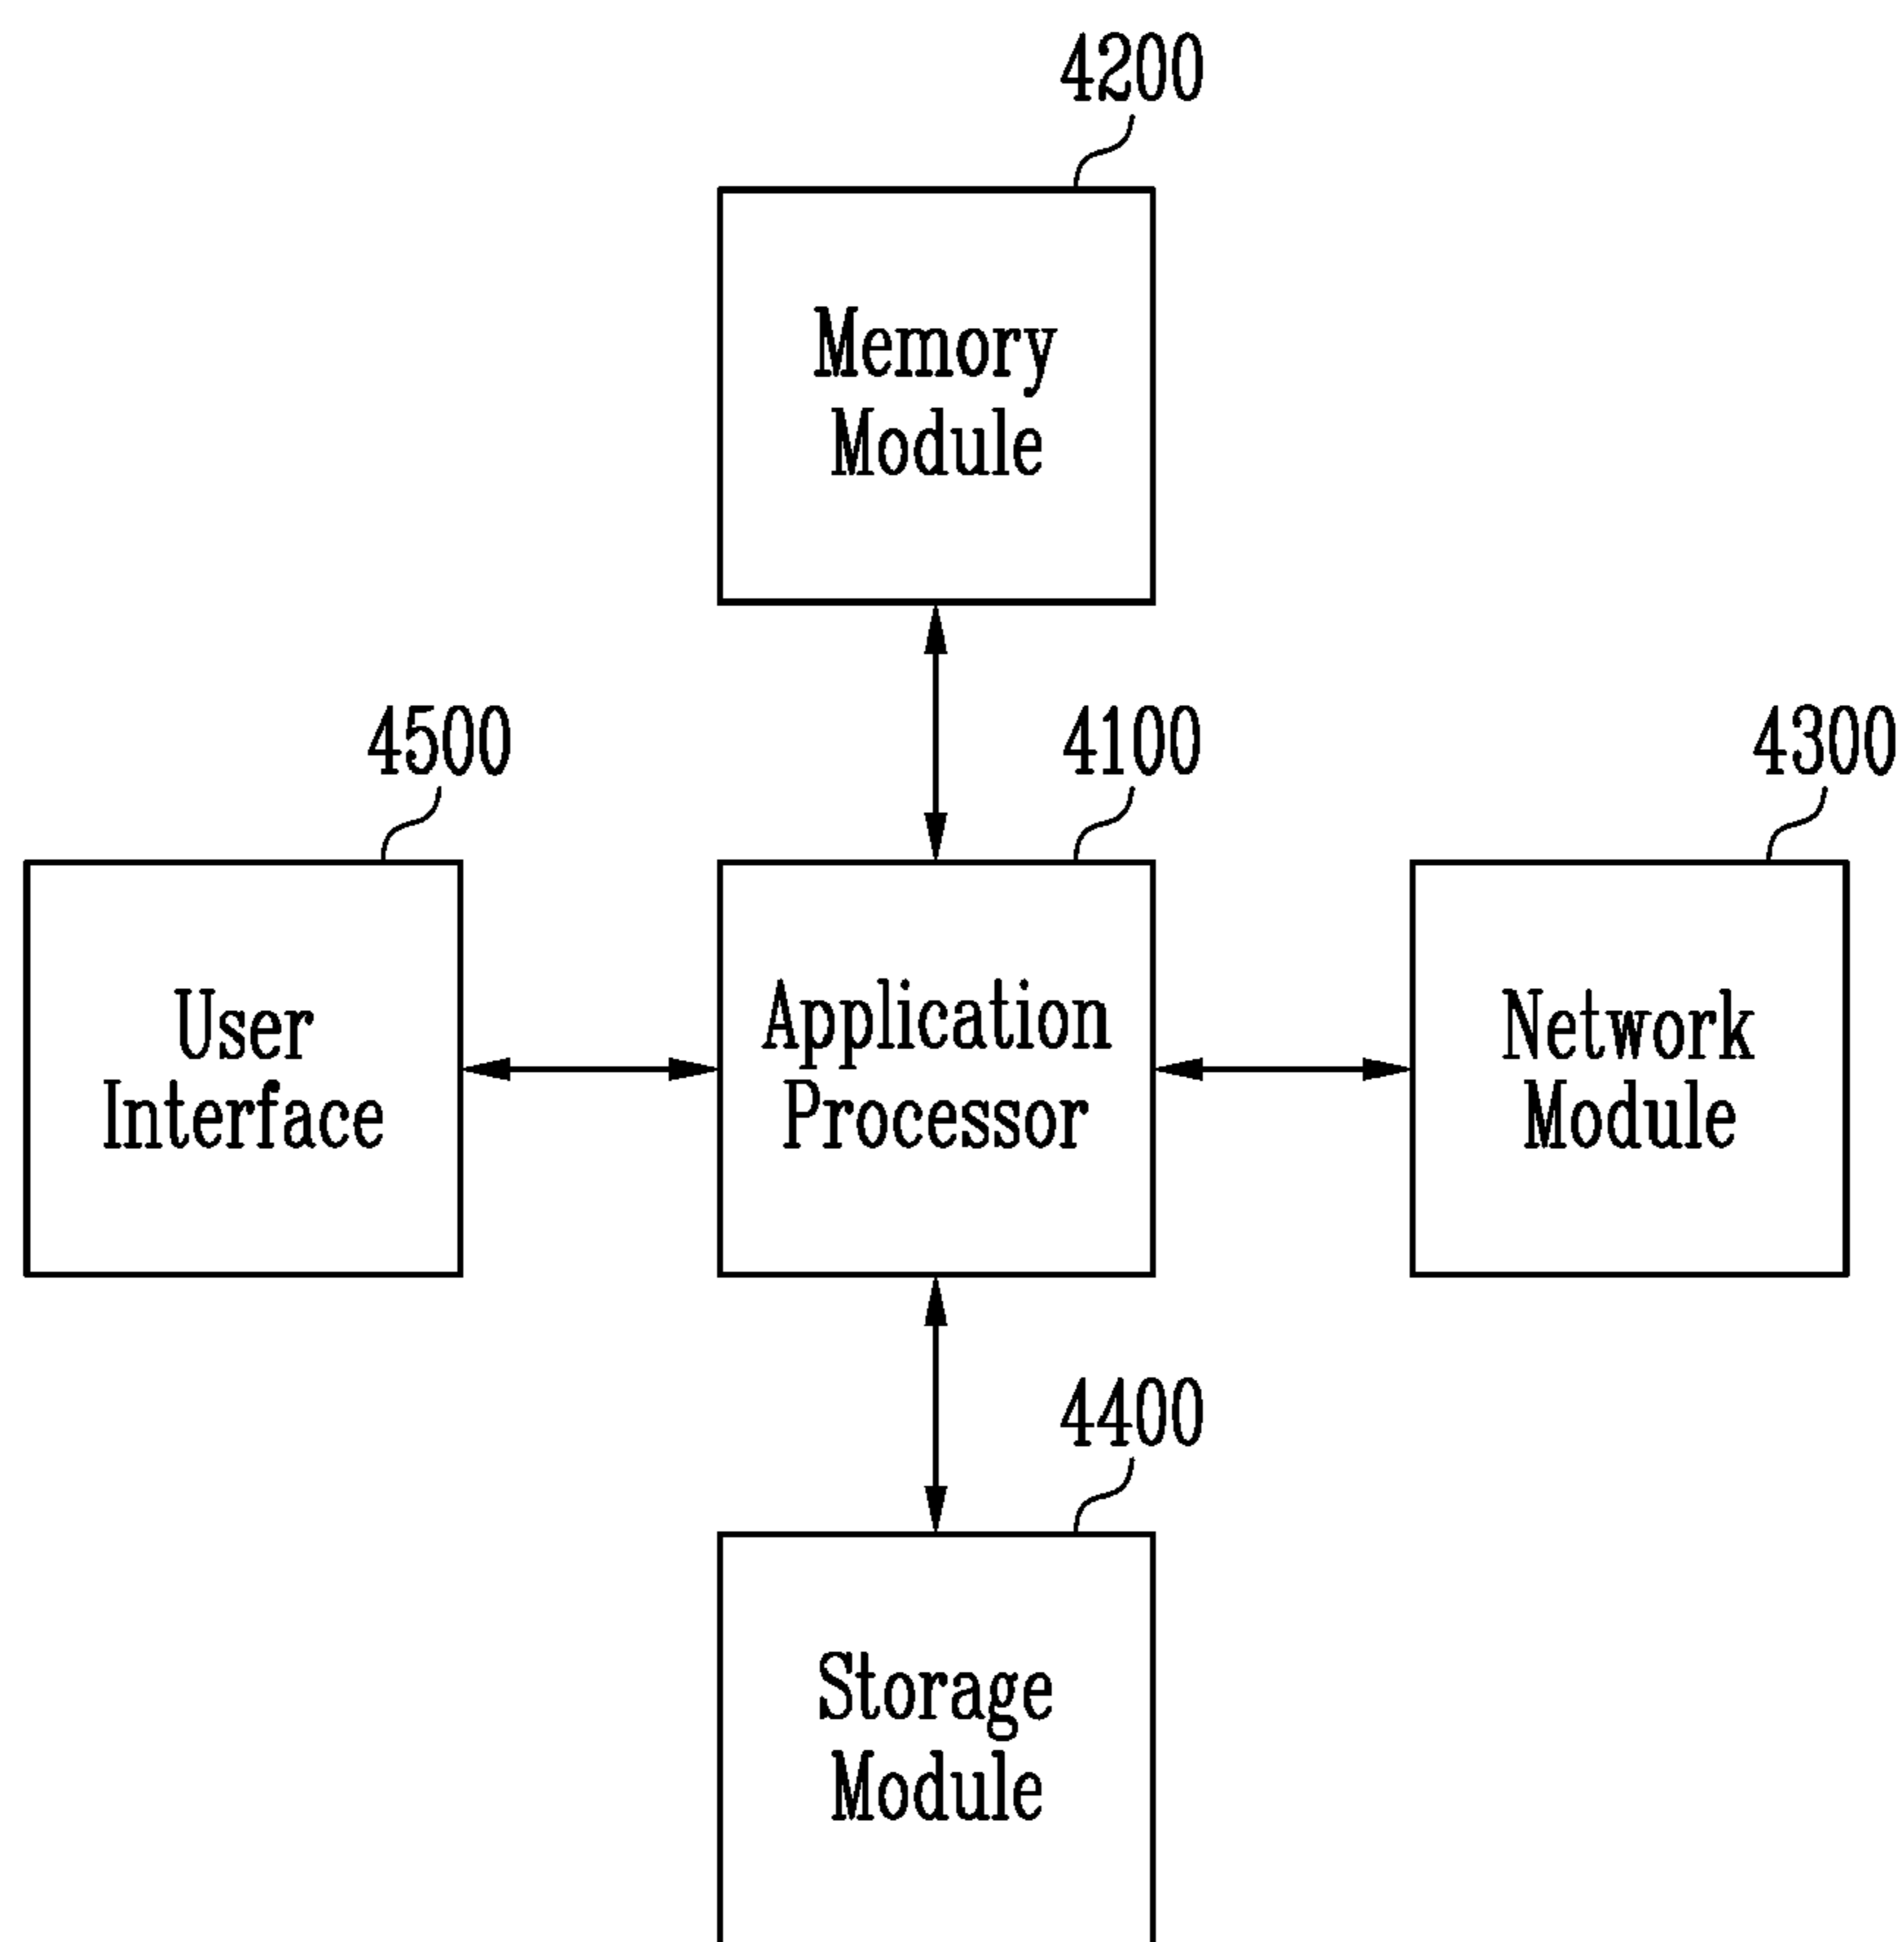 4200
Memory
Module
4500
4100
4300
User
Interface
Application
Processor
Network
Module
4400
Storage
Module